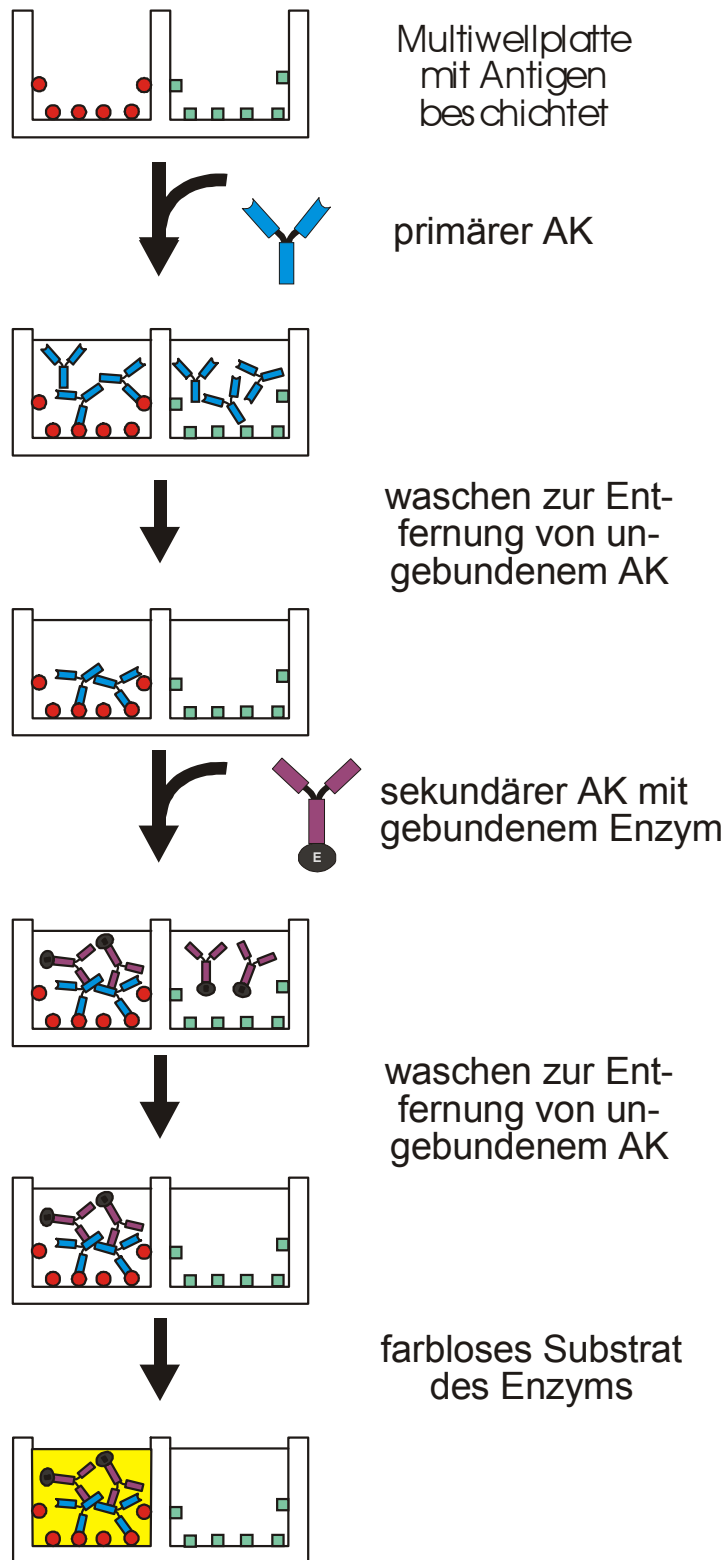 Multiwellplatte
mit Antigen
beschichtet
primärer AK
waschen zur Ent-
fernung von un-
gebundenem AK
sekundärer AK mit
gebundenem Enzym
E
waschen zur Ent-
fernung von un-
gebundenem AK
farbloses Substrat
des Enzyms